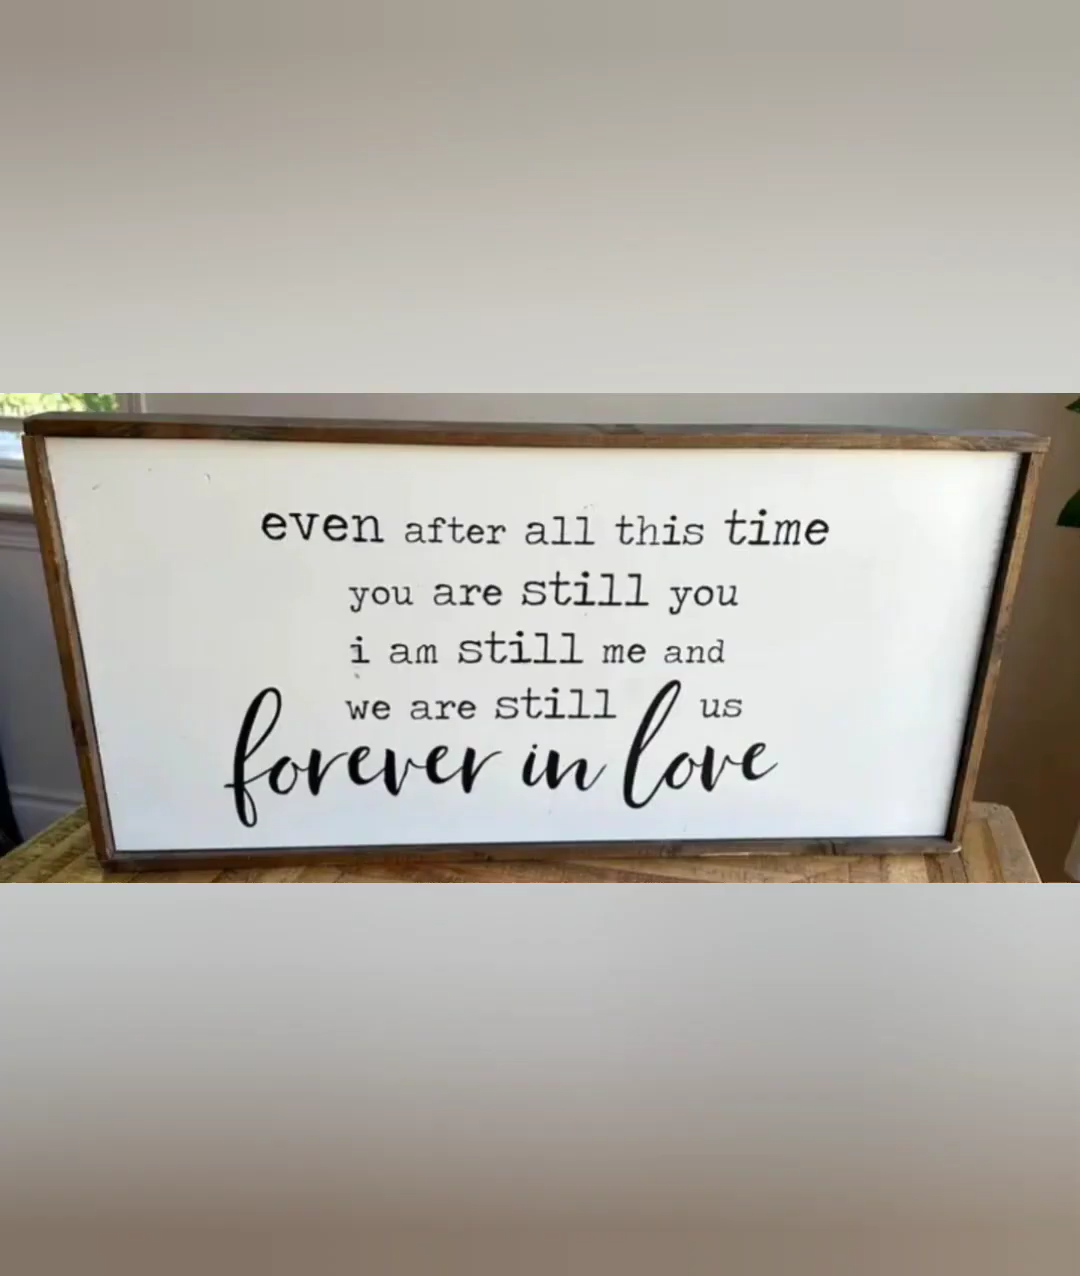 even after all this time
you are still you
i am still me and
we are still us
forever in love